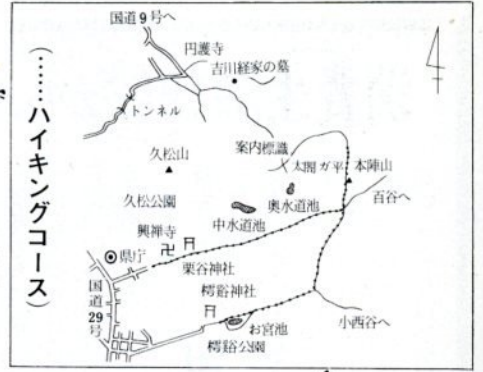 国道9号へ
円護寺
吉川経家の墓
トンネル
案内標識
久松山
太閤ガ平
本陣山
百谷へ
久松公園
奥水道池
中水道池
興禅寺
卍
県庁
栗谷神社
国道29号
樗谿神社
お宮池
小西谷へ
樗谿公園
(……ハイキングコース)